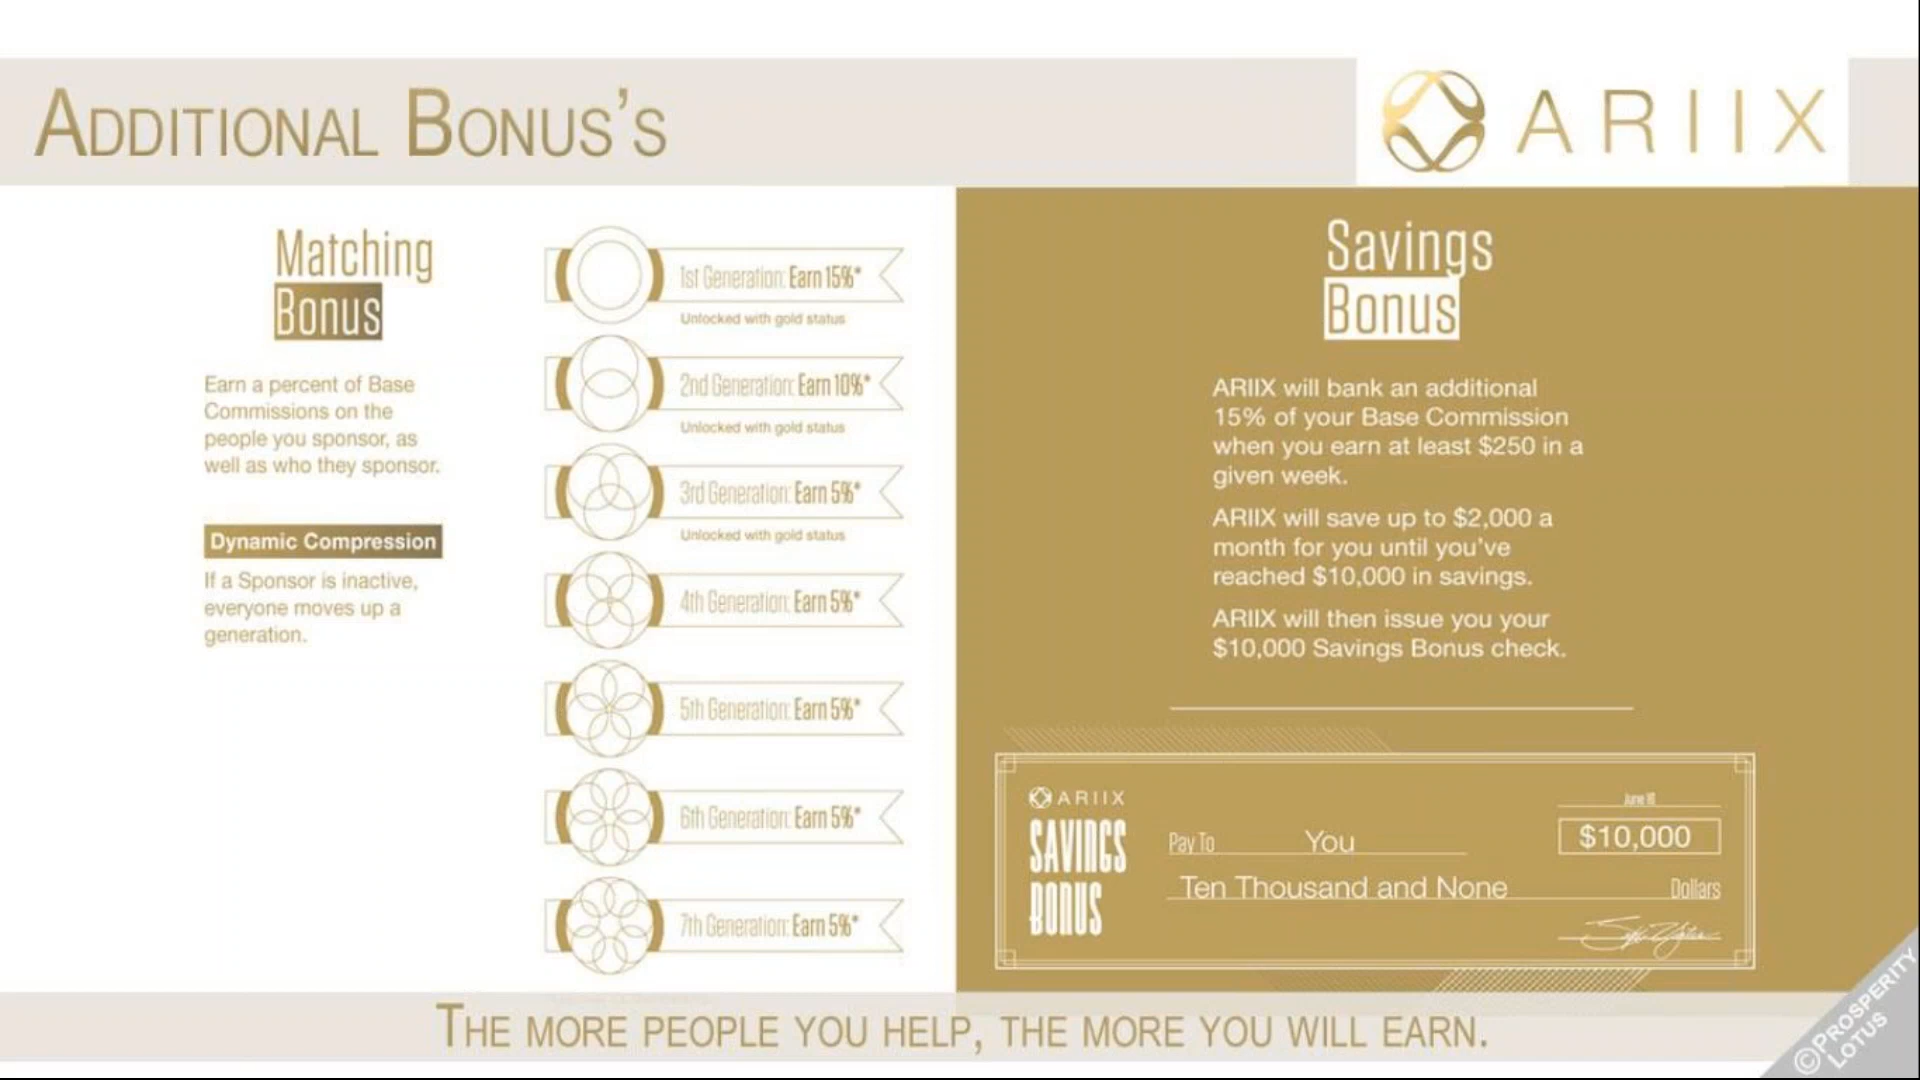 ADDITIONAL BONUS'S
ARIIX
Matching
Bonus
Earn a percent of Base
Commissions on the
people you sponsor, as
well as who they sponsor.
Dynamic Compression
If a Sponsor is inactive,
everyone moves up a
generation.
1st Generation: Earn 15%*
Unlocked with gold status
2nd Generation: Earn 10%*
Unlocked with gold status
3rd Generation: Earn 5%*
Unlocked with gold status
4th Generation: Earn 5%*
5th Generation: Earn 5%*
6th Generation: Earn 5%*
7th Generation: Earn 5%*
Savings
Bonus
ARIIX will bank an additional
15% of your Base Commission
when you earn at least $250 in a
given week.
ARIIX will save up to $2,000 a
month for you until you've
reached $10,000 in savings.
ARIIX will then issue you your
$10,000 Savings Bonus check.
ARIIX
SAVINGS
BONUS
June
Pay To You
$10,000
Ten Thousand and None Dollars
THE MORE PEOPLE YOU HELP, THE MORE YOU WILL EARN.
©PROSPERITY
LOTUS